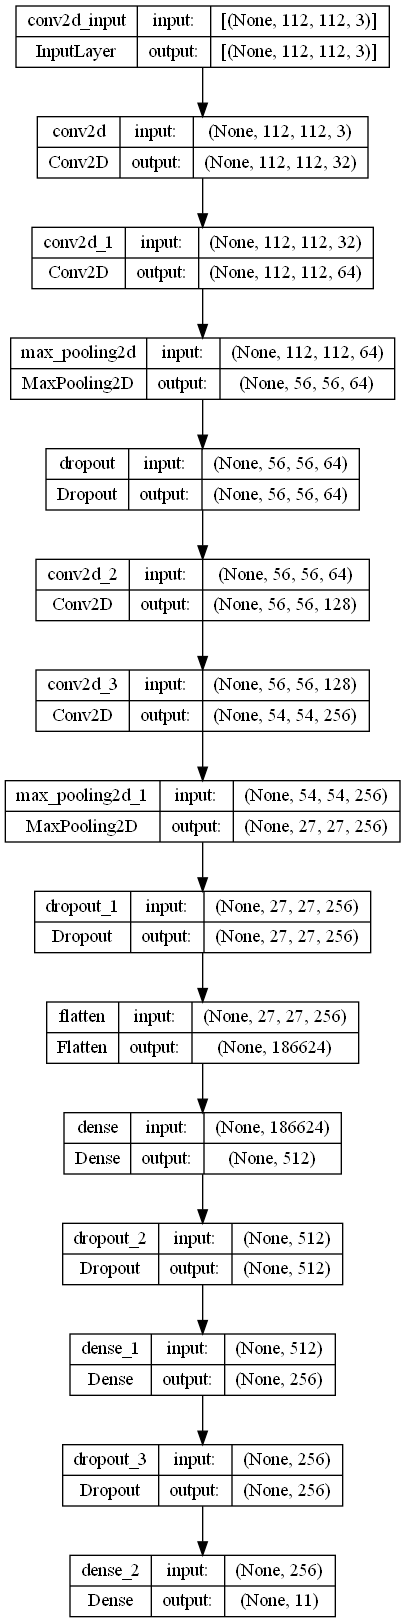 conv2d_input input: [(None, 112, 112, 3)]
InputLayer output: [(None, 112, 112, 3)]
conv2d input: (None, 112, 112, 3)
Conv2D output: (None, 112, 112, 32)
conv2d_1 input: (None, 112, 112, 32)
Conv2D output: (None, 112, 112, 64)
max_pooling2d input: (None, 112, 112, 64)
MaxPooling2D output: (None, 56, 56, 64)
dropout input: (None, 56, 56, 64)
Dropout output: (None, 56, 56, 64)
conv2d_2 input: (None, 56, 56, 64)
Conv2D output: (None, 56, 56, 128)
conv2d_3 input: (None, 56, 56, 128)
Conv2D output: (None, 54, 54, 256)
max_pooling2d_1 input: (None, 54, 54, 256)
MaxPooling2D output: (None, 27, 27, 256)
dropout_1 input: (None, 27, 27, 256)
Dropout output: (None, 27, 27, 256)
flatten input: (None, 27, 27, 256)
Flatten output: (None, 186624)
dense input: (None, 186624)
Dense output: (None, 512)
dropout_2 input: (None, 512)
Dropout output: (None, 512)
dense_1 input: (None, 512)
Dense output: (None, 256)
dropout_3 input: (None, 256)
Dropout output: (None, 256)
dense_2 input: (None, 256)
Dense output: (None, 11)